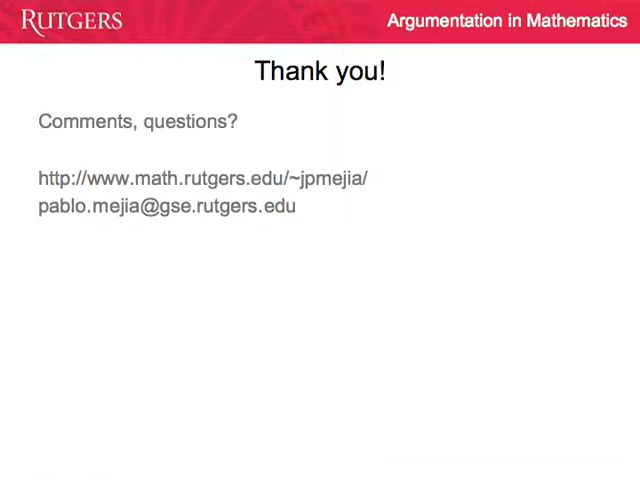 RUTGERS
Argumentation in Mathematics
Thank you!
Comments, questions?
http://www.math.rutgers.edu/~jpmejia/
pablo.mejia@gse.rutgers.edu